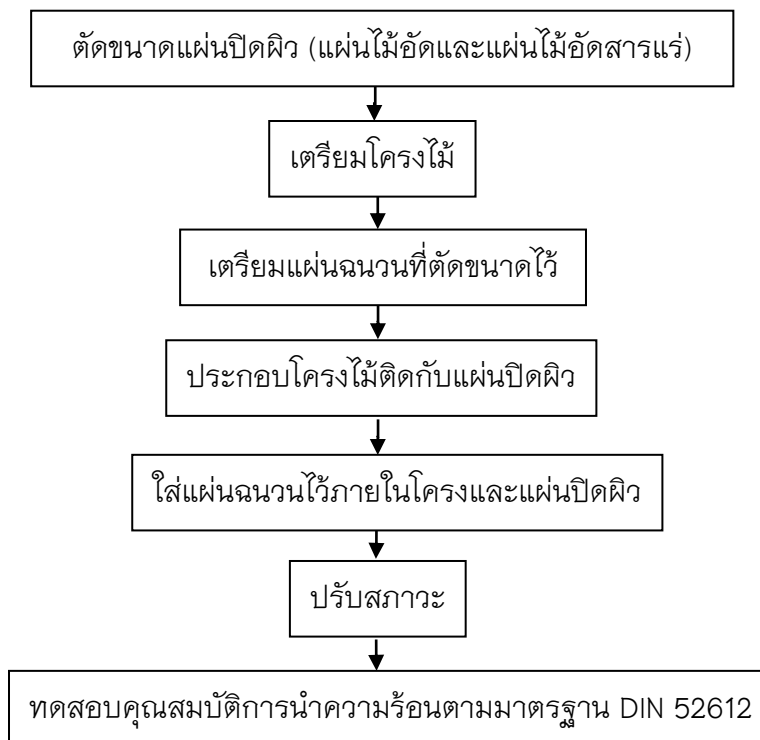 ตัดขนาดแผ่นปิดผิว (แผ่นไม้อัดและแผ่นไม้อัดสารแร่)
เตรียมโครงไม้
เตรียมแผ่นฉนวนที่ตัดขนาดไว้
ประกอบโครงไม้ติดกับแผ่นปิดผิว
ใส่แผ่นฉนวนไว้ภายในโครงและแผ่นปิดผิว
ปรับสภาวะ
ทดสอบคุณสมบัติการนำความร้อนตามมาตรฐาน DIN 52612